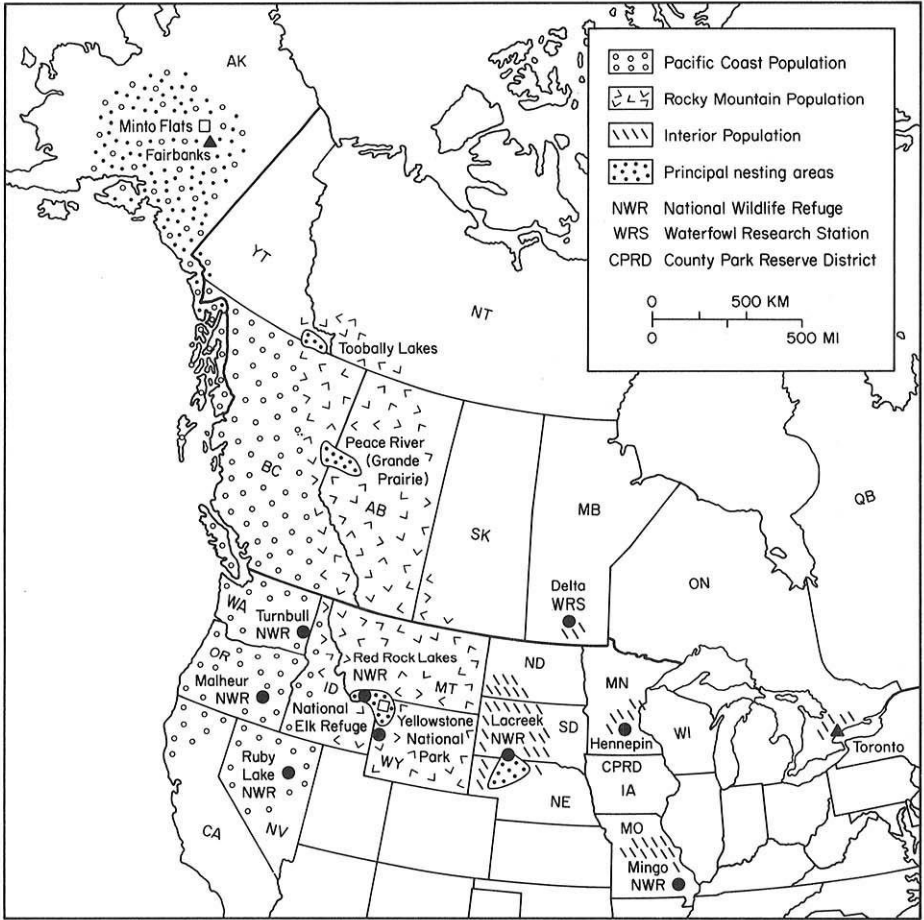 AK
Minto Flats
Fairbanks
YT
NT
Toobally Lakes
Peace River
(Grande
Prairie)
BC
AB
SK
MB
QB
ON
Delta
WRS
WA
Turnbull
NWR
OR
Malheur
NWR
ID
Red Rock Lakes
NWR
MT
National
Elk Refuge
Yellowstone
National
Park
WY
ND
Lacreek
NWR
SD
NE
MN
Hennepin
CPRD
WI
IA
MO
Mingo
NWR
Toronto
Ruby
Lake
NWR
NV
CA
Pacific Coast Population
Rocky Mountain Population
Interior Population
Principal nesting areas
NWR National Wildlife Refuge
WRS Waterfowl Research Station
CPRD County Park Reserve District
0 500 KM
0 500 MI